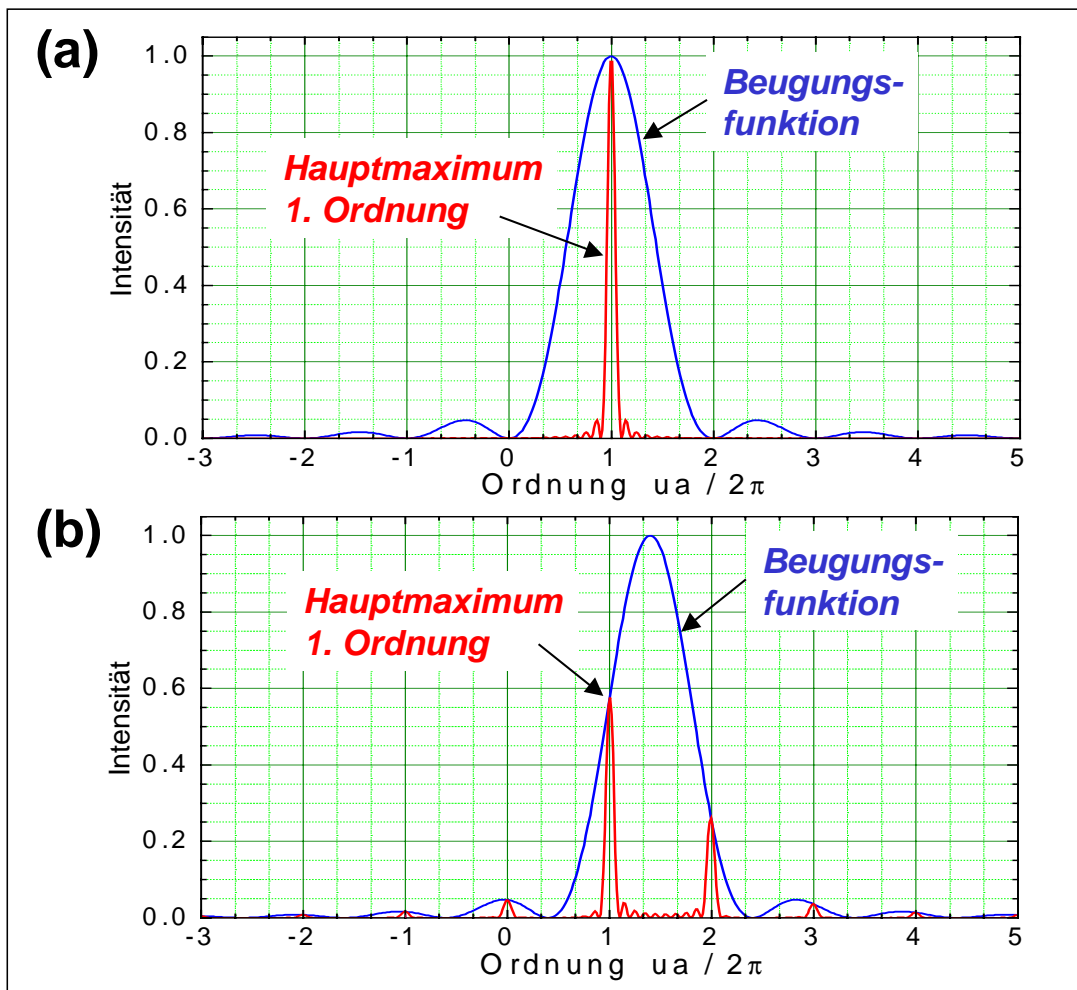 (a)
1.0
0.8
0.6
0.4
0.2
0.0
Intensität
Beugungs-
funktion
Hauptmaximum
1. Ordnung
-3 -2 -1 0 1 2 3 4 5
Ordnung ua / 2π
(b)
1.0
0.8
0.6
0.4
0.2
0.0
Intensität
Beugungs-
funktion
Hauptmaximum
1. Ordnung
-3 -2 -1 0 1 2 3 4 5
Ordnung ua / 2π